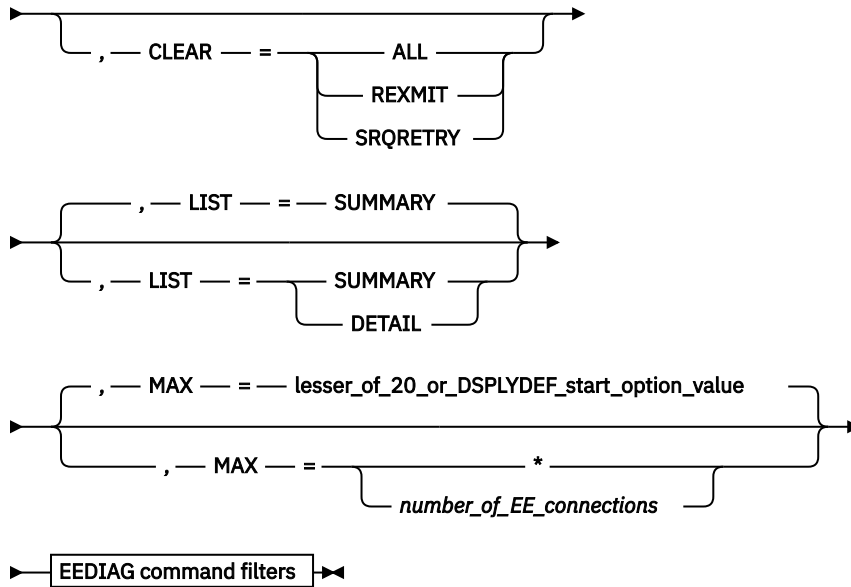 , CLEAR = ALL
REXMIT
SRQRETRY
, LIST = SUMMARY
, LIST = SUMMARY
DETAIL
, MAX = lesser_of_20_or_DSPLYDEF_start_option_value
, MAX = *
number_of_EE_connections
EEDIAG command filters